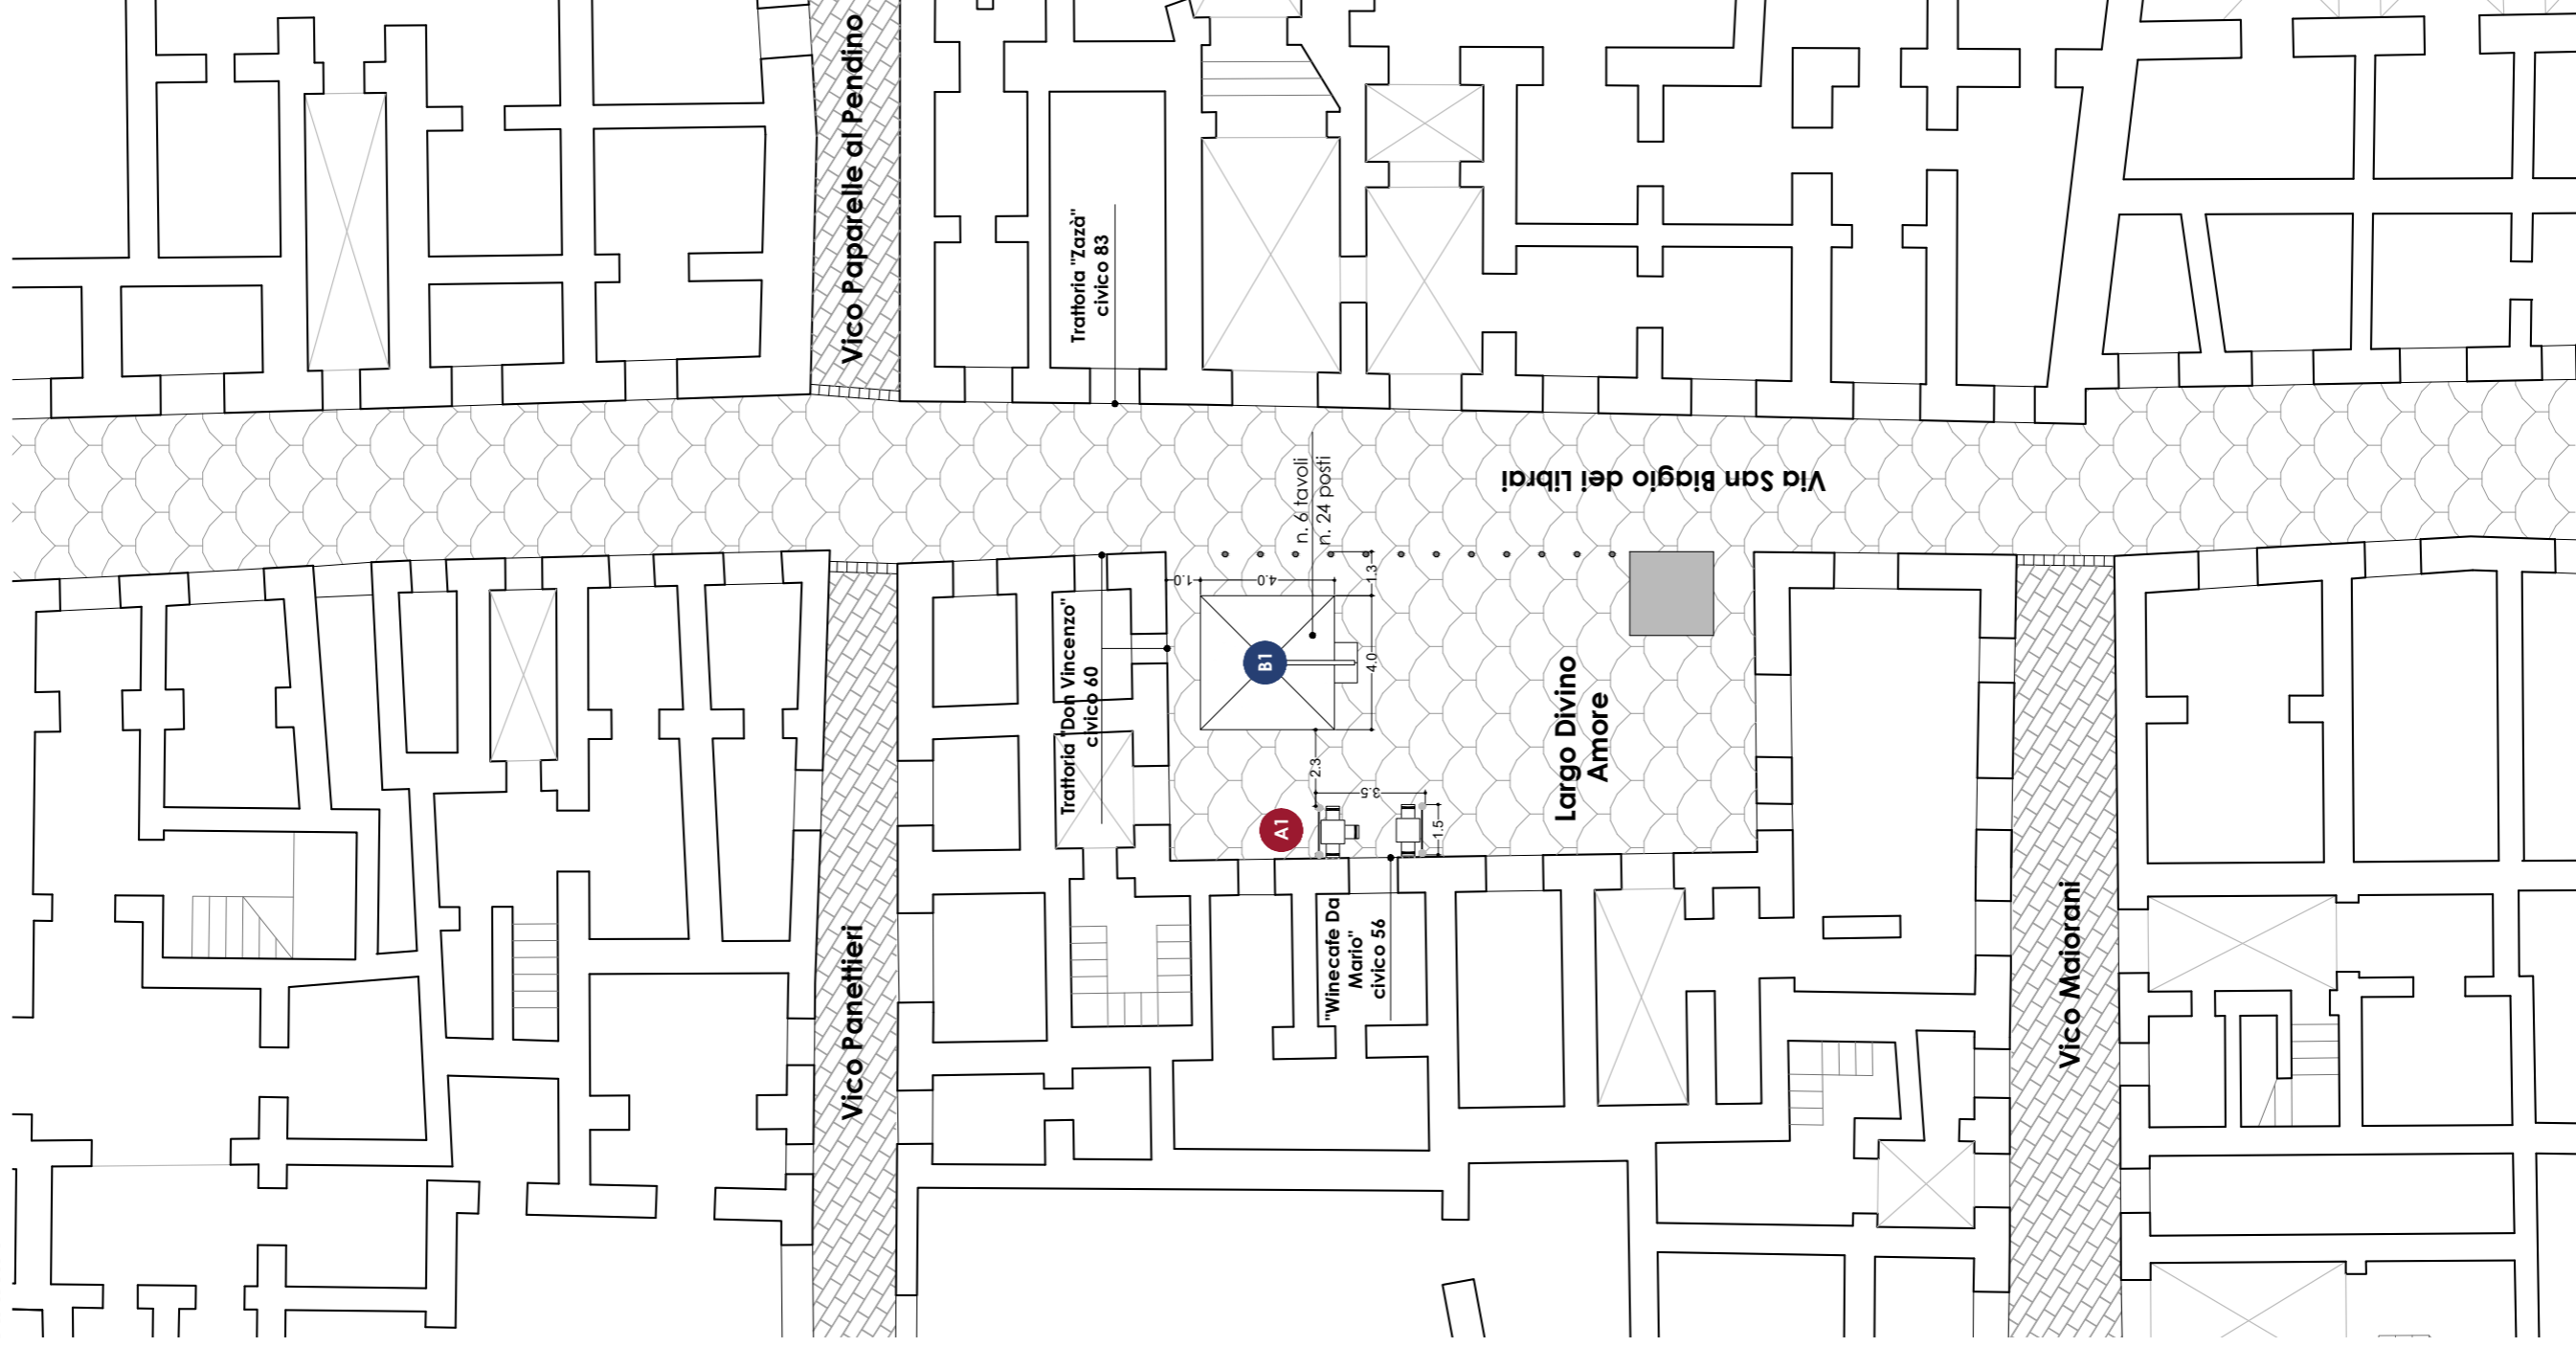 Vico Paparelle al Pendino
Trattoria "Zazà"
civico 83
n. 6 tavoli
n. 24 posti
Via San Biagio dei Librai
1.0
4.0
1.3
4.0
B1
Trattoria "Don Vincenzo"
civico 60
2.3
3.5
1.5
A1
Largo Divino
Amore
"Winecafe Da
Mario"
civico 56
Vico Panettieri
Vico Maiorani